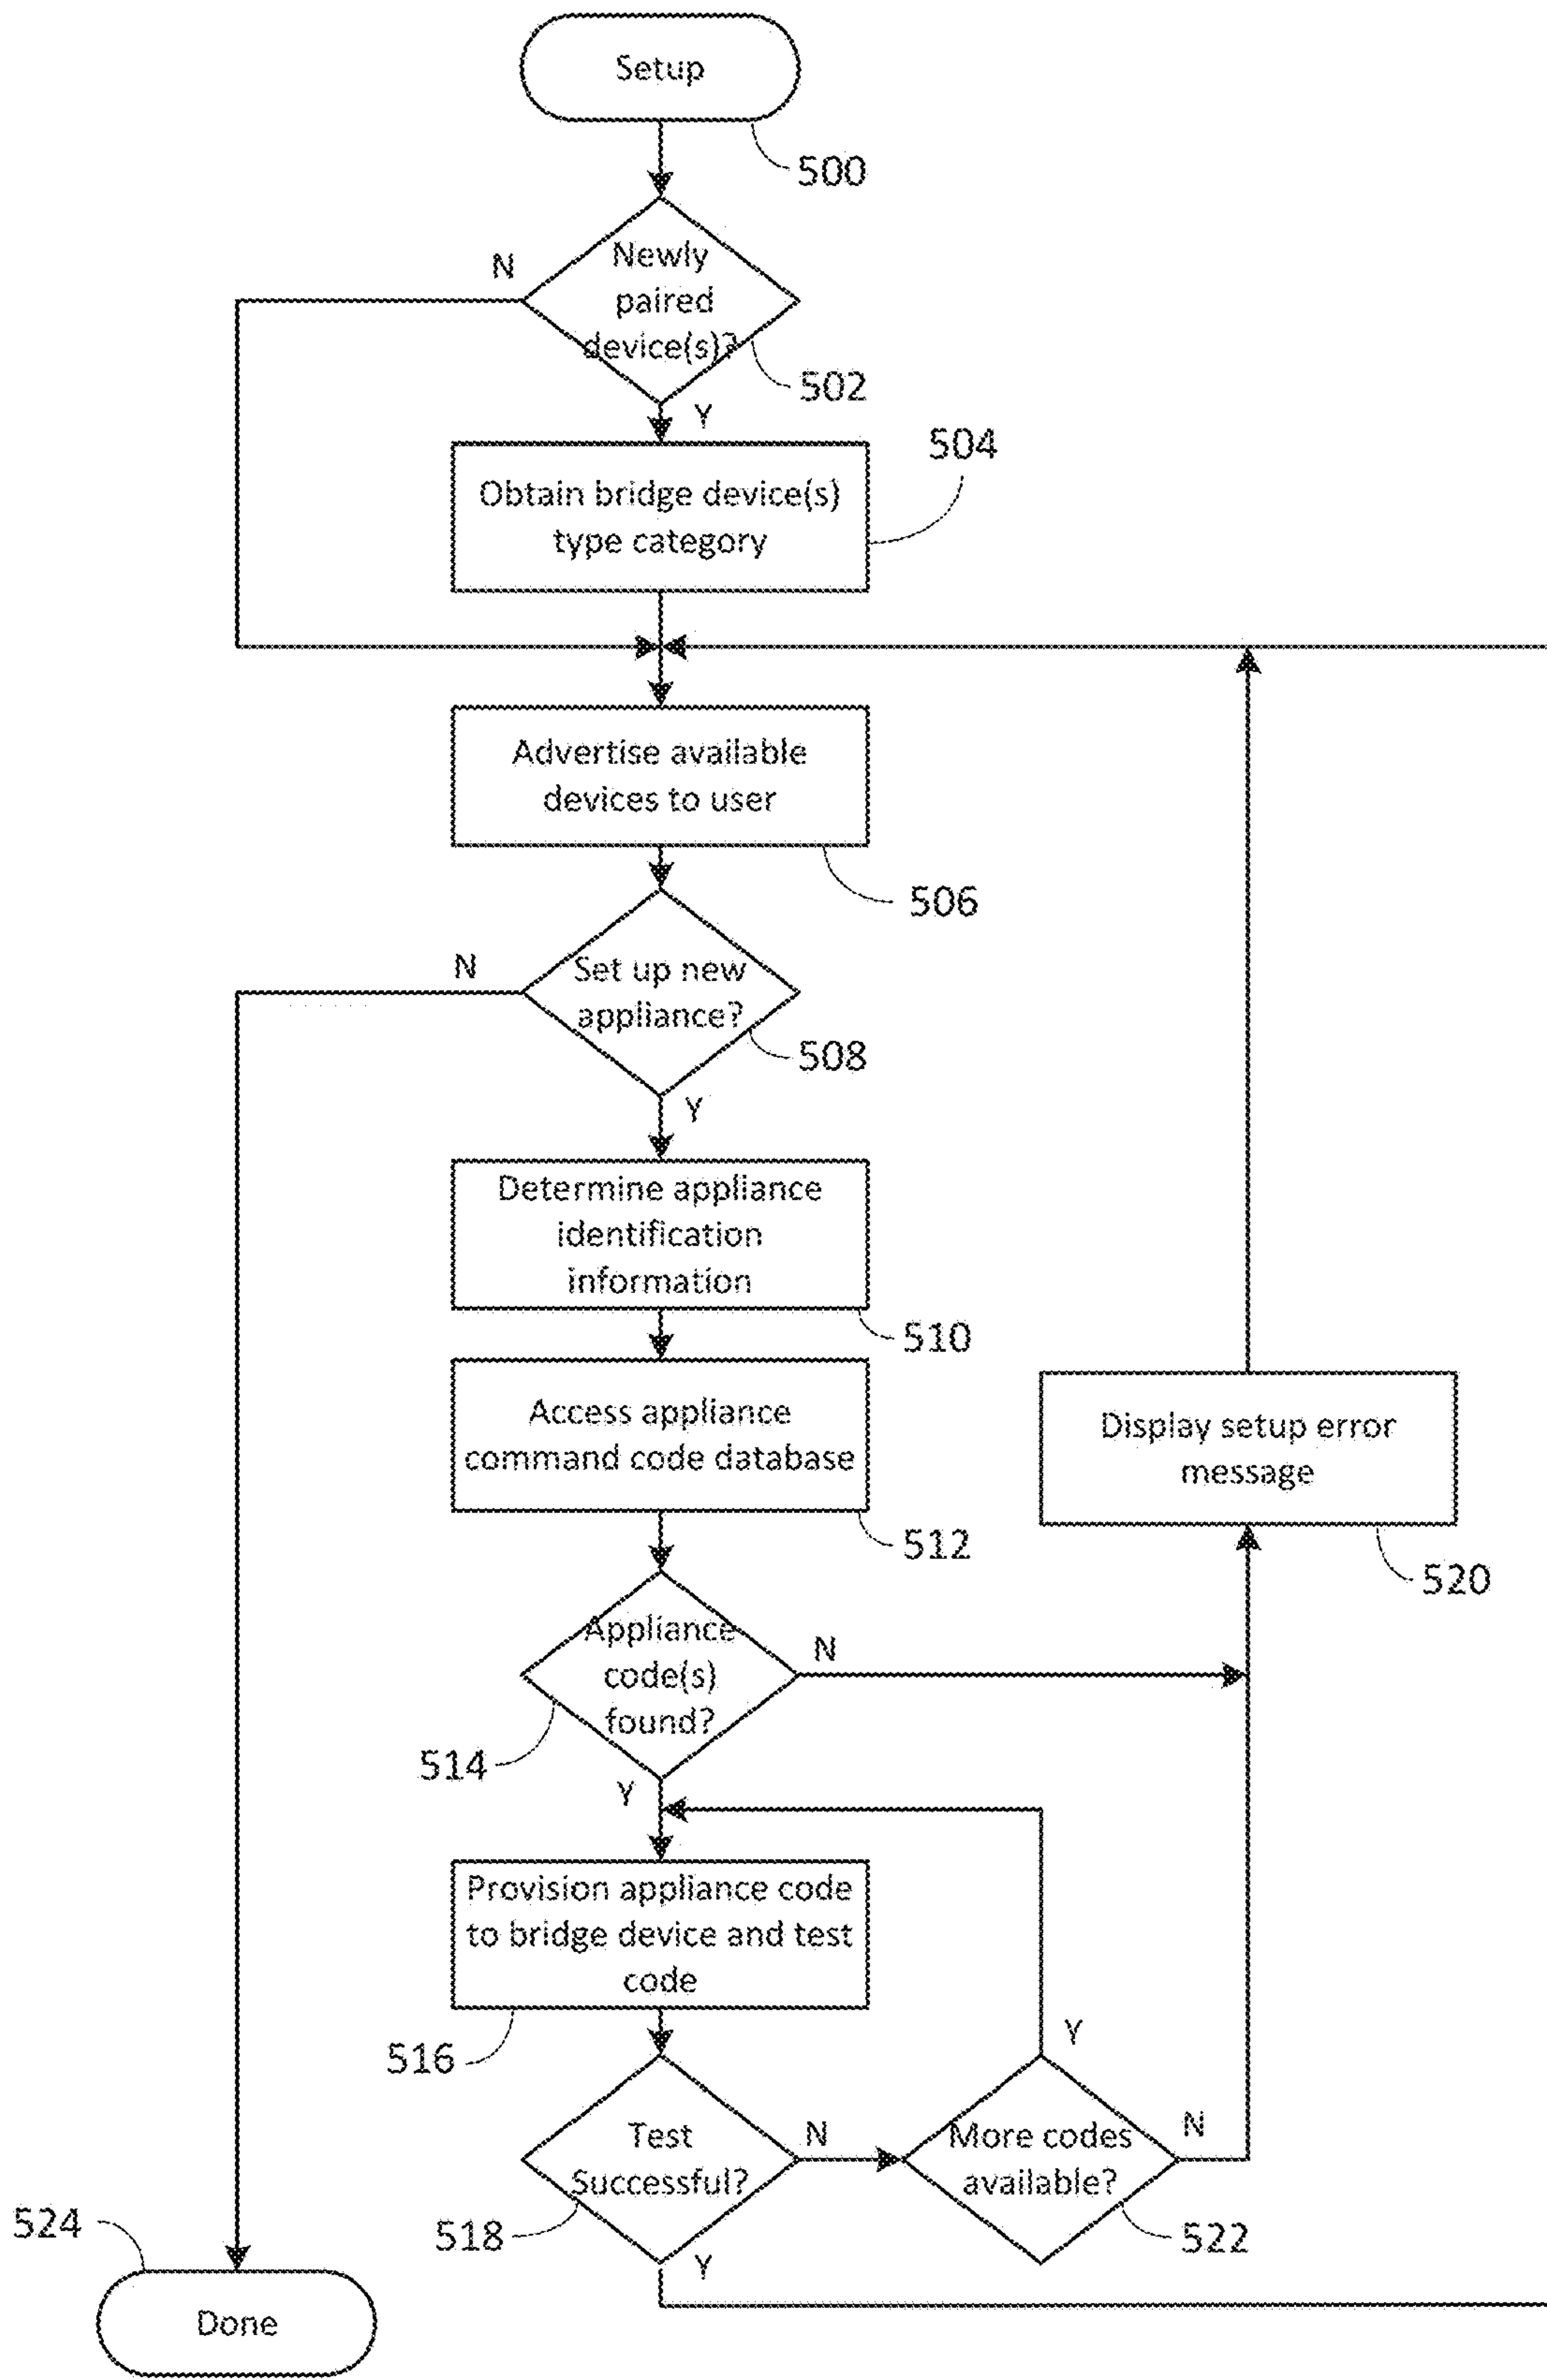 Setup
500
Newly
paired
device(s)?
N
502
Y
504
Obtain bridge device(s)
type category
Advertise available
devices to user
506
N
Set up new
appliance?
508
Y
Determine appliance
identification
information
510
Access appliance
command code database
512
Display setup error
message
520
Appliance
code(s)
found?
N
514
Y
Provision appliance code
to bridge device and test
code
516
Y
Test
Successful?
N
More codes
available?
N
518
522
Y
524
Done